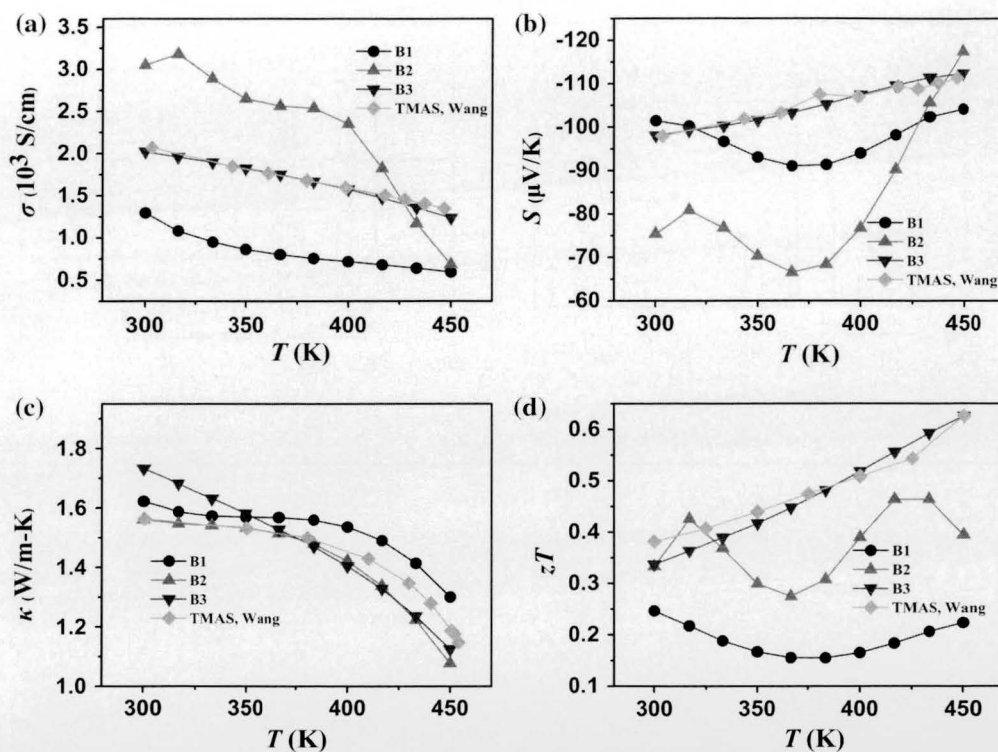 (a)
3.5
3.0
2.5
2.0
1.5
1.0
0.5
σ (10³ S/cm)
B1
B2
B3
TMAS, Wang
300 350 400 450
T (K)
(b)
-120
-110
-100
-90
-80
-70
-60
S (μV/K)
B1
B2
B3
TMAS, Wang
300 350 400 450
T (K)
(c)
1.8
1.6
1.4
1.2
1.0
κ (W/m-K)
B1
B2
B3
TMAS, Wang
300 350 400 450
T (K)
(d)
0.6
0.5
0.4
0.3
0.2
0.1
zT
B1
B2
B3
TMAS, Wang
300 350 400 450
T (K)